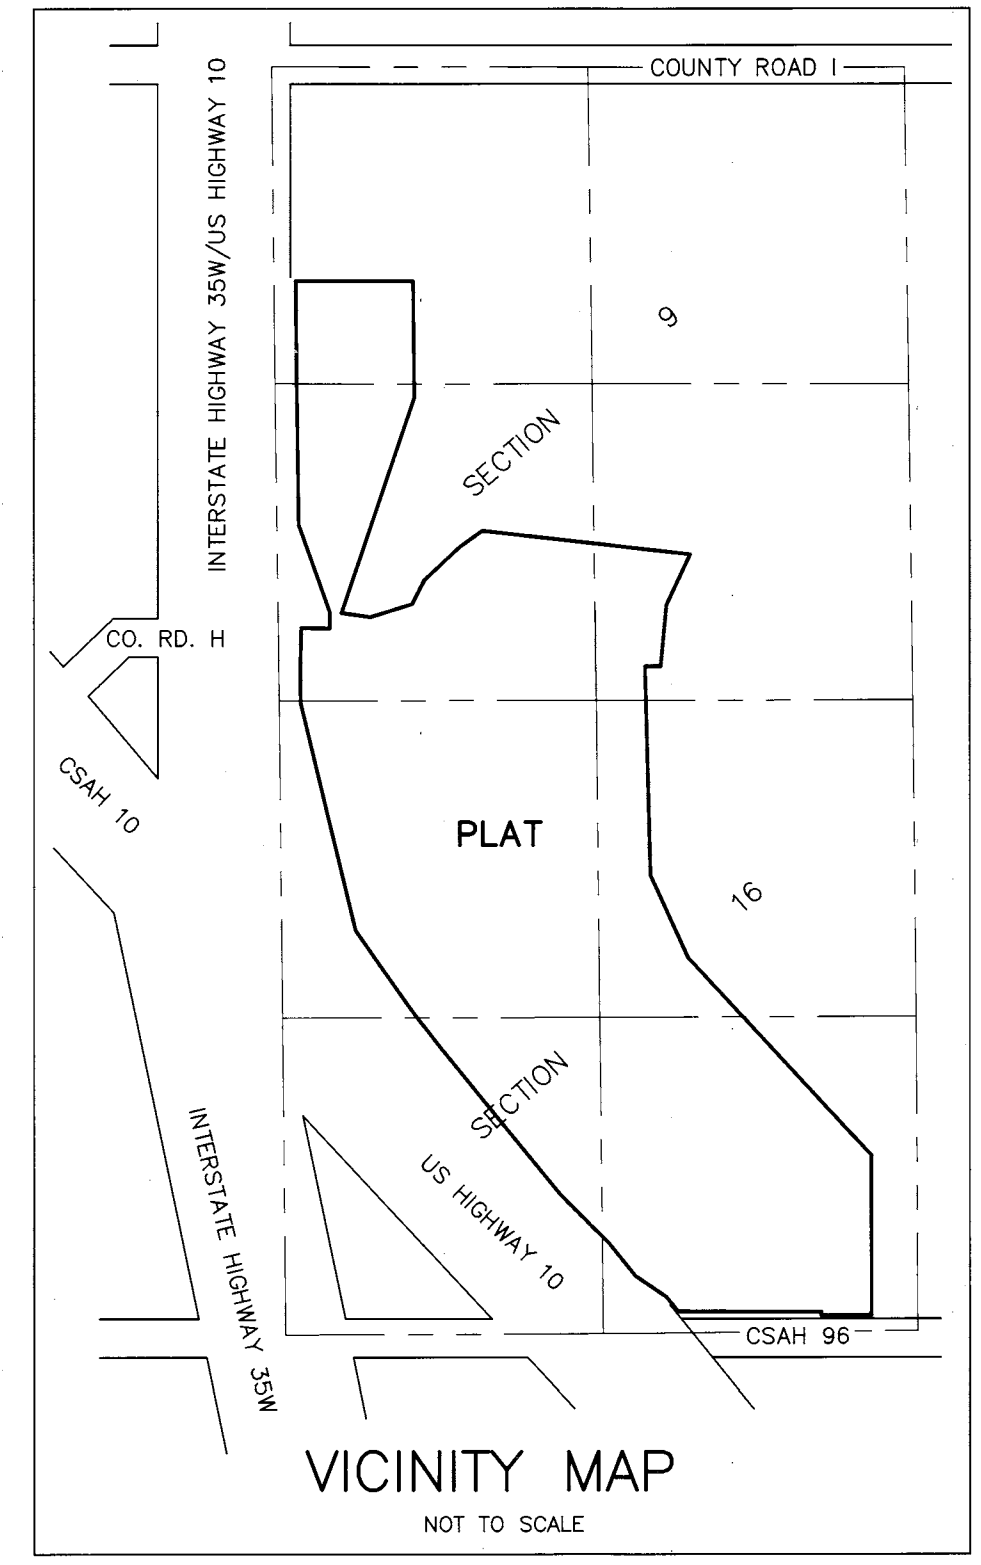 COUNTY ROAD I
INTERSTATE HIGHWAY 35W/US HIGHWAY 10
9
SECTION
CO. RD. H
CSAH 10
PLAT
16
SECTION
US HIGHWAY 10
INTERSTATE HIGHWAY 35W
CSAH 96
VICINITY MAP
NOT TO SCALE